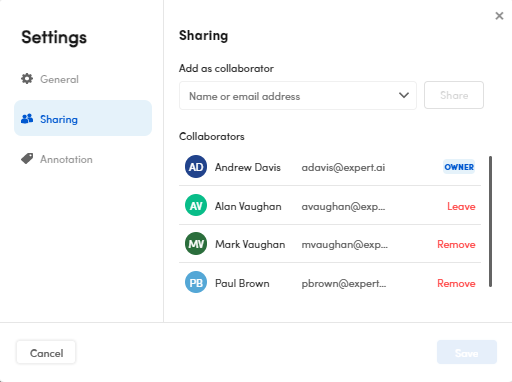 Settings
General
Sharing
Annotation
Sharing
Add as collaborator
Name or email address
Share
Collaborators
AD Andrew Davis adavis@expert.ai OWNER
AV Alan Vaughan avaughan@exp... Leave
MV Mark Vaughan mvaughan@exp... Remove
PB Paul Brown pbrown@expert... Remove
Cancel
Save